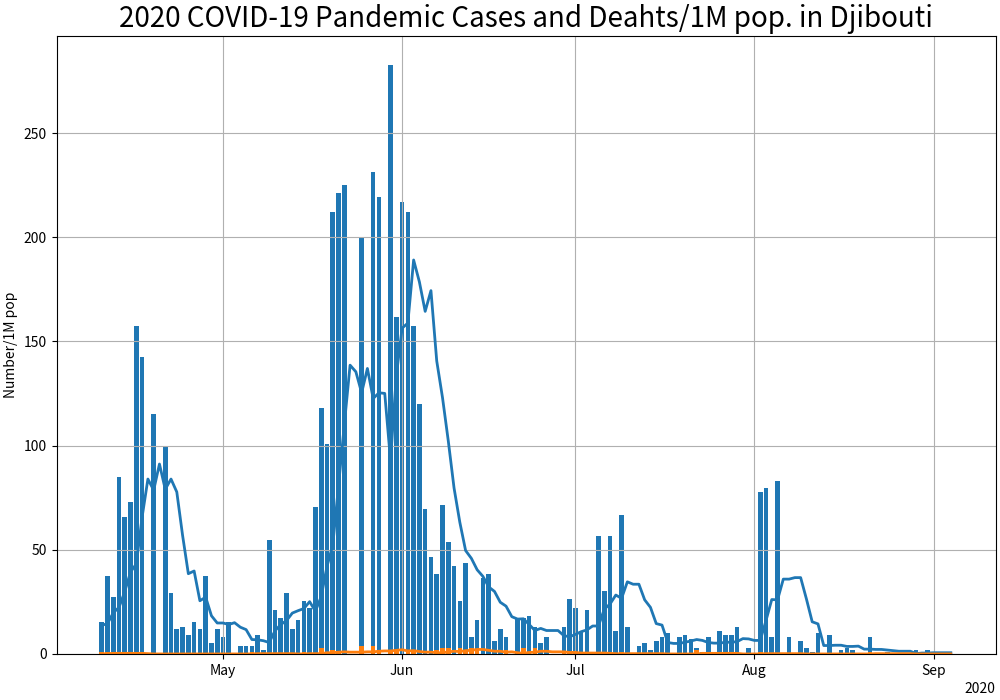 2020 COVID-19 Pandemic Cases and Deahts/1M pop. in Djibouti
Number/1M pop
250
200
150
100
50
0
May
Jun
Jul
Aug
Sep
2020